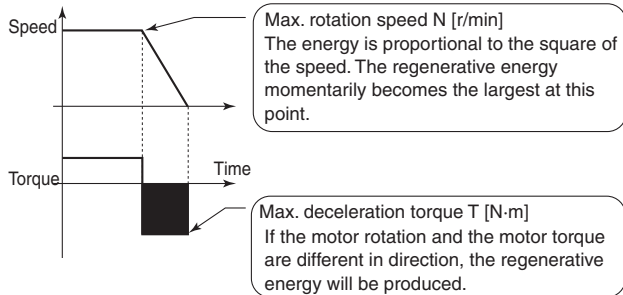 Speed
Max. rotation speed N [r/min]
The energy is proportional to the square of
the speed. The regenerative energy
momentarily becomes the largest at this
point.
Torque
Time
Max. deceleration torque T [N·m]
If the motor rotation and the motor torque
are different in direction, the regenerative
energy will be produced.